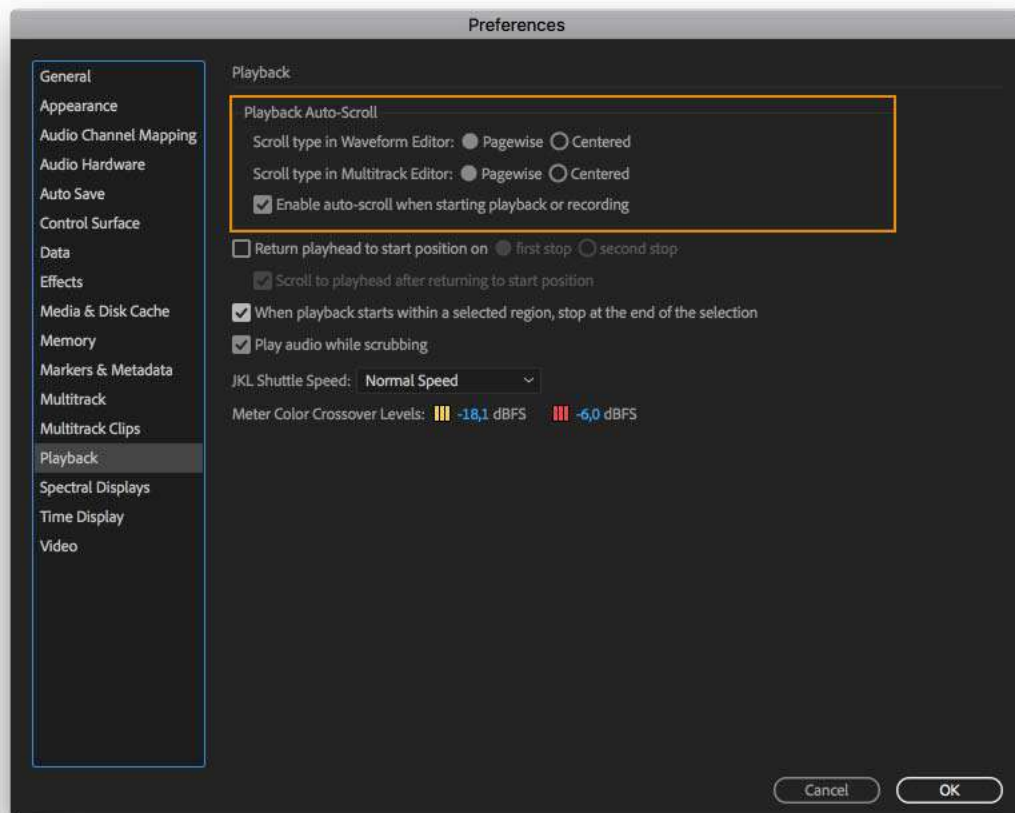 Preferences
General
Appearance
Audio Channel Mapping
Audio Hardware
Auto Save
Control Surface
Data
Effects
Media & Disk Cache
Memory
Markers & Metadata
Multitrack
Multitrack Clips
Playback
Spectral Displays
Time Display
Video
Playback
Playback Auto-Scroll
Scroll type in Waveform Editor: Pagewise Centered
Scroll type in Multitrack Editor: Pagewise Centered
Enable auto-scroll when starting playback or recording
Return playhead to start position on first stop second stop
Scroll to playhead after returning to start position
When playback starts within a selected region, stop at the end of the selection
Play audio while scrubbing
JKL Shuttle Speed: Normal Speed
Meter Color Crossover Levels: -18,1 dBFS -6,0 dBFS
Cancel OK